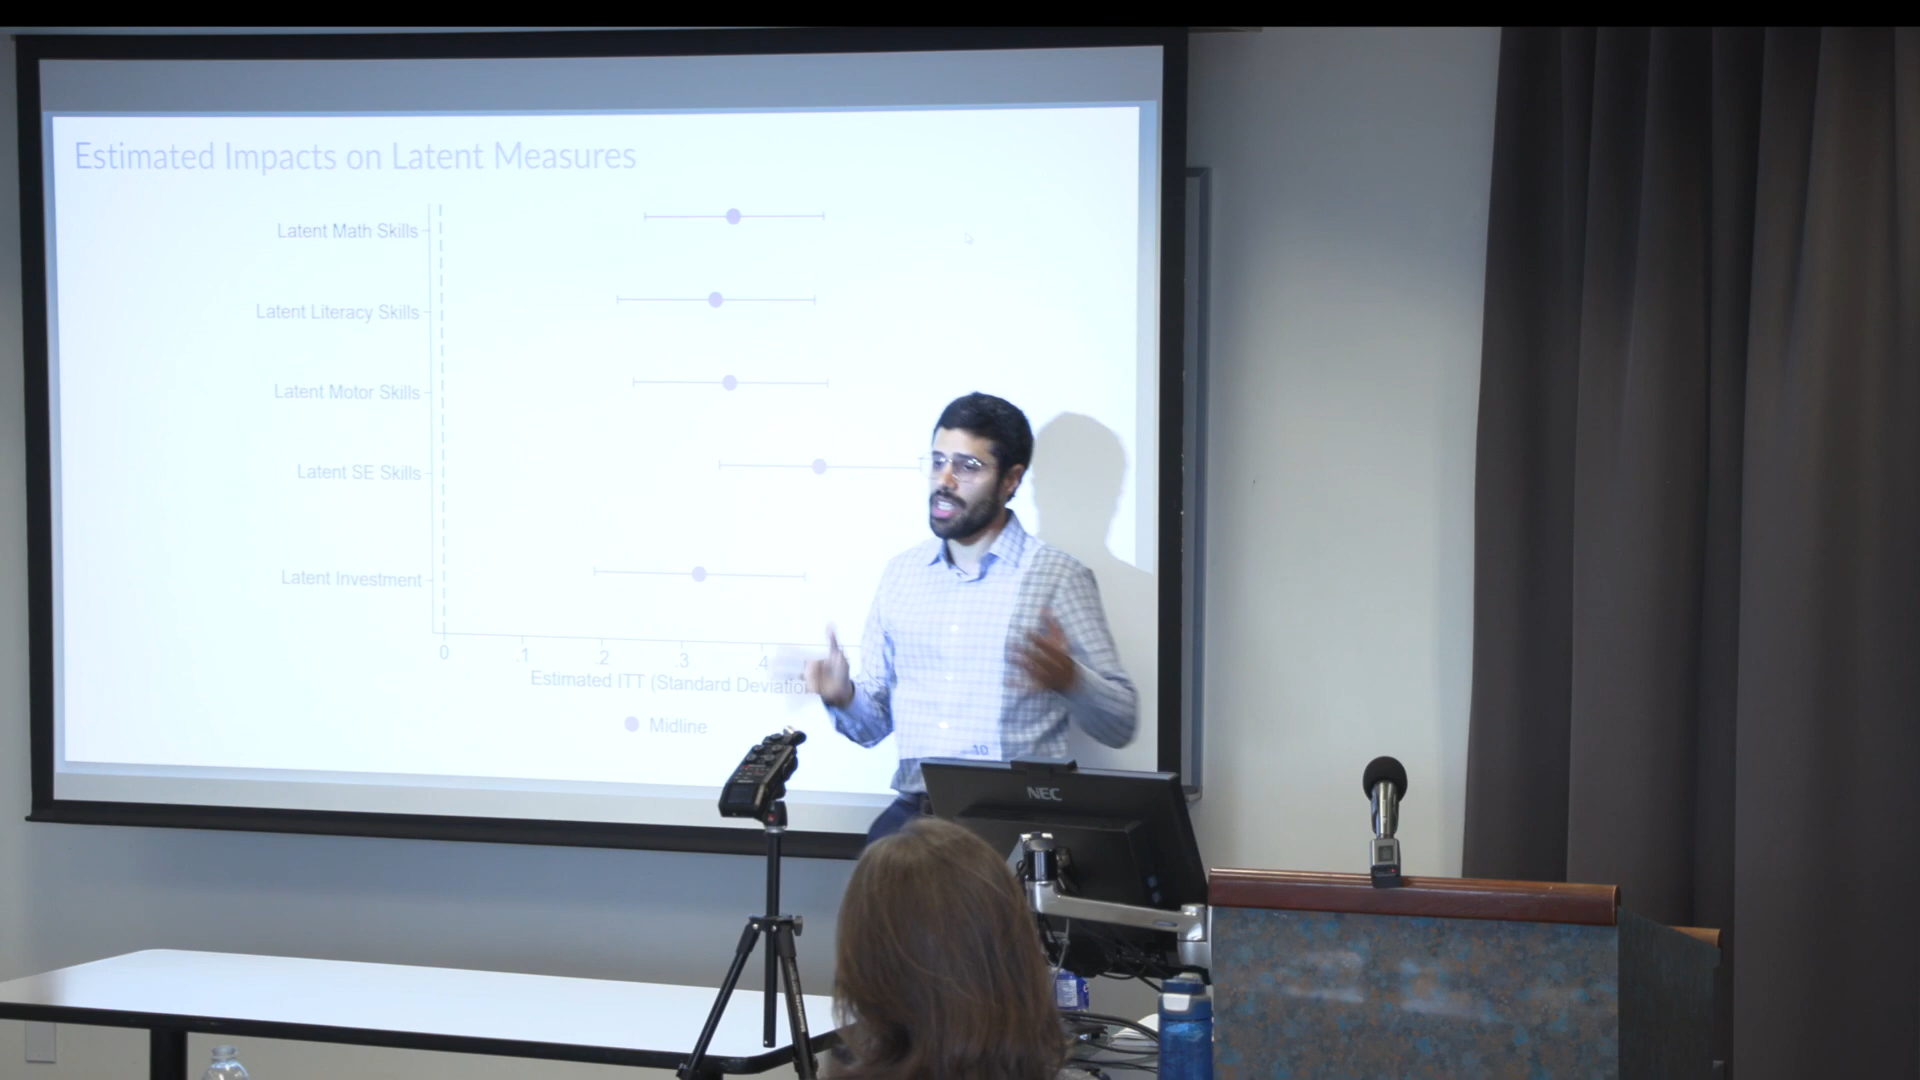 Estimated Impacts on Latent Measures
Latent Math Skills
Latent Literacy Skills
Latent Motor Skills
Latent SE Skills
Latent Investment
0 .1 .2 .3 .4
Estimated ITT (Standard Deviation
Midline
10
NEC